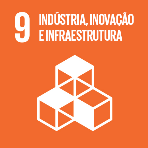 9 INDÚSTRIA, INOVAÇÃO
E INFRAESTRUTURA